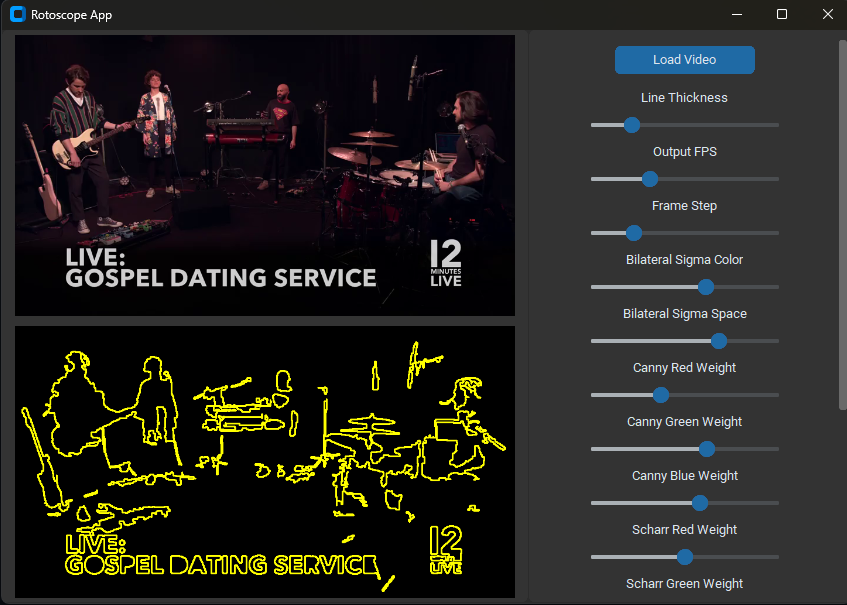 Rotoscope App
LIVE:
GOSPEL DATING SERVICE
12
MINUTES
LIVE
LIVE:
GOSPEL DATING SERVICE
12
LIVE
Load Video
Line Thickness
Output FPS
Frame Step
Bilateral Sigma Color
Bilateral Sigma Space
Canny Red Weight
Canny Green Weight
Canny Blue Weight
Scharr Red Weight
Scharr Green Weight